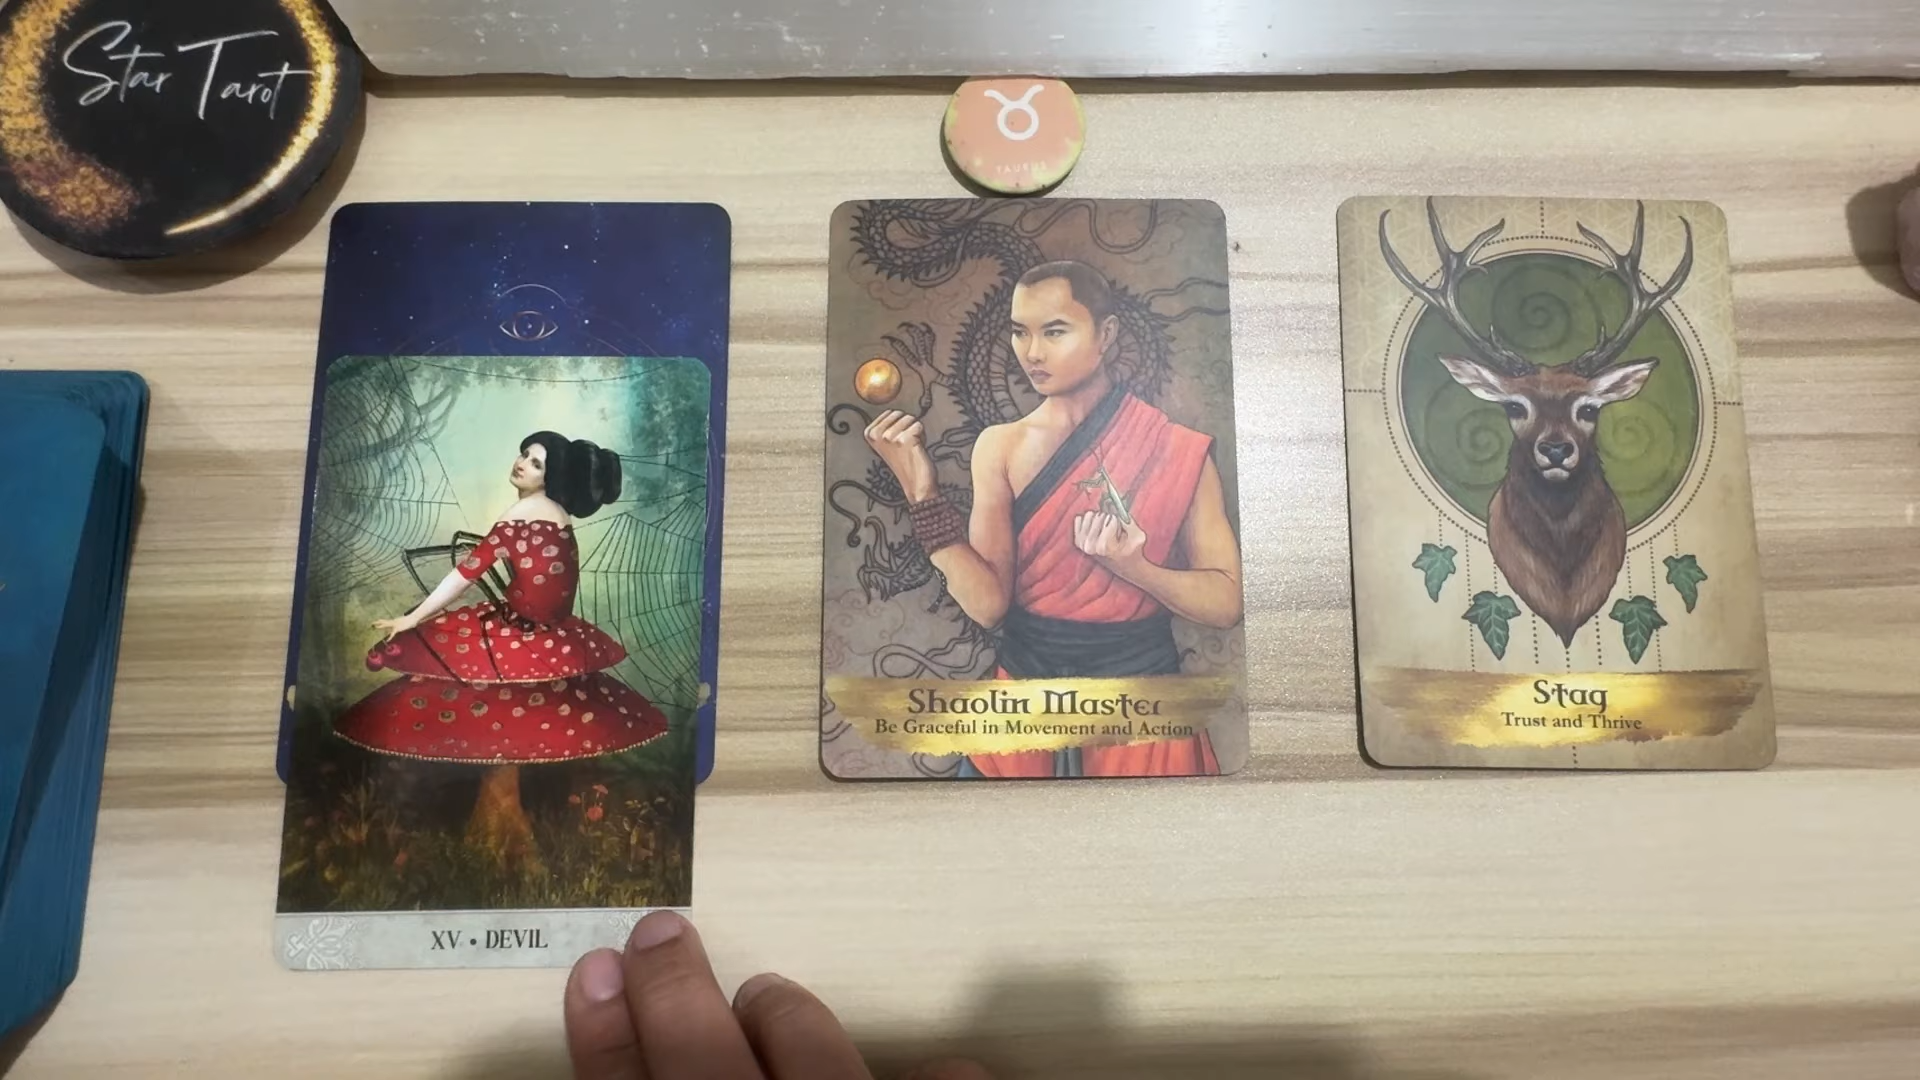 Star Tarot
TAURUS
XV • DEVIL
Shaolin Master
Be Graceful in Movement and Action
Stag
Trust and Thrive